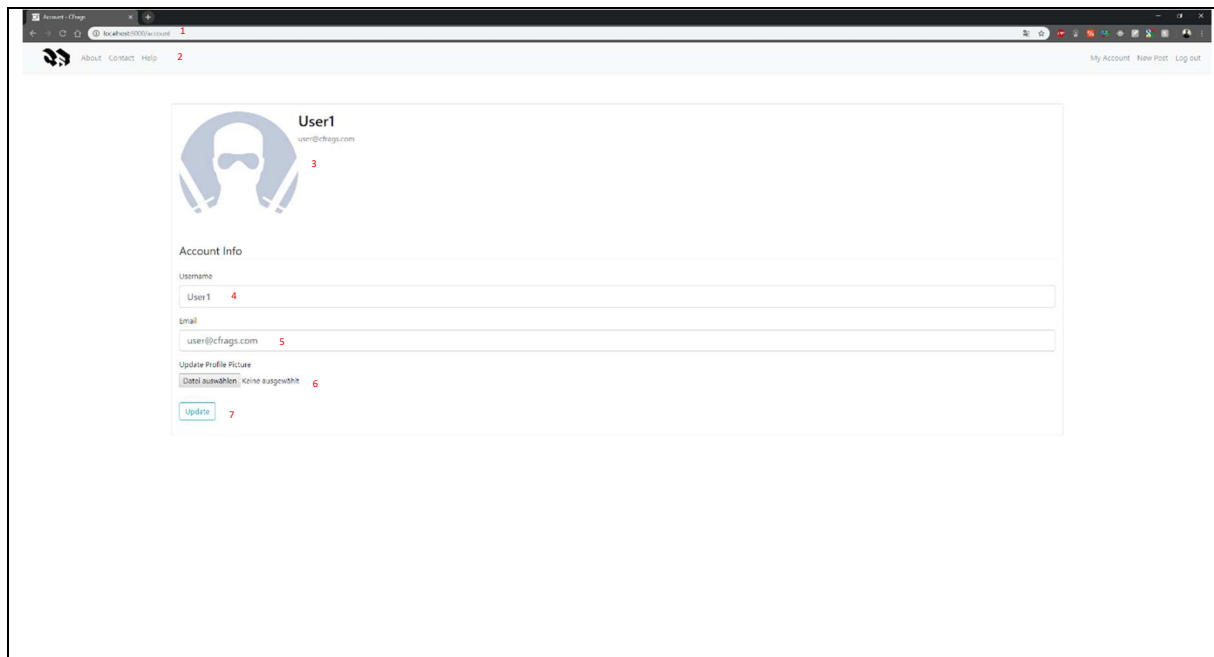 Account - Cfrags
localhost:5000/account 1
About Contact Help 2 My Account New Post Log out
User1
user@cfrags.com
3
Account Info
Username
User1 4
Email
user@cfrags.com 5
Update Profile Picture
Datei auswählen Keine ausgewählt 6
Update 7